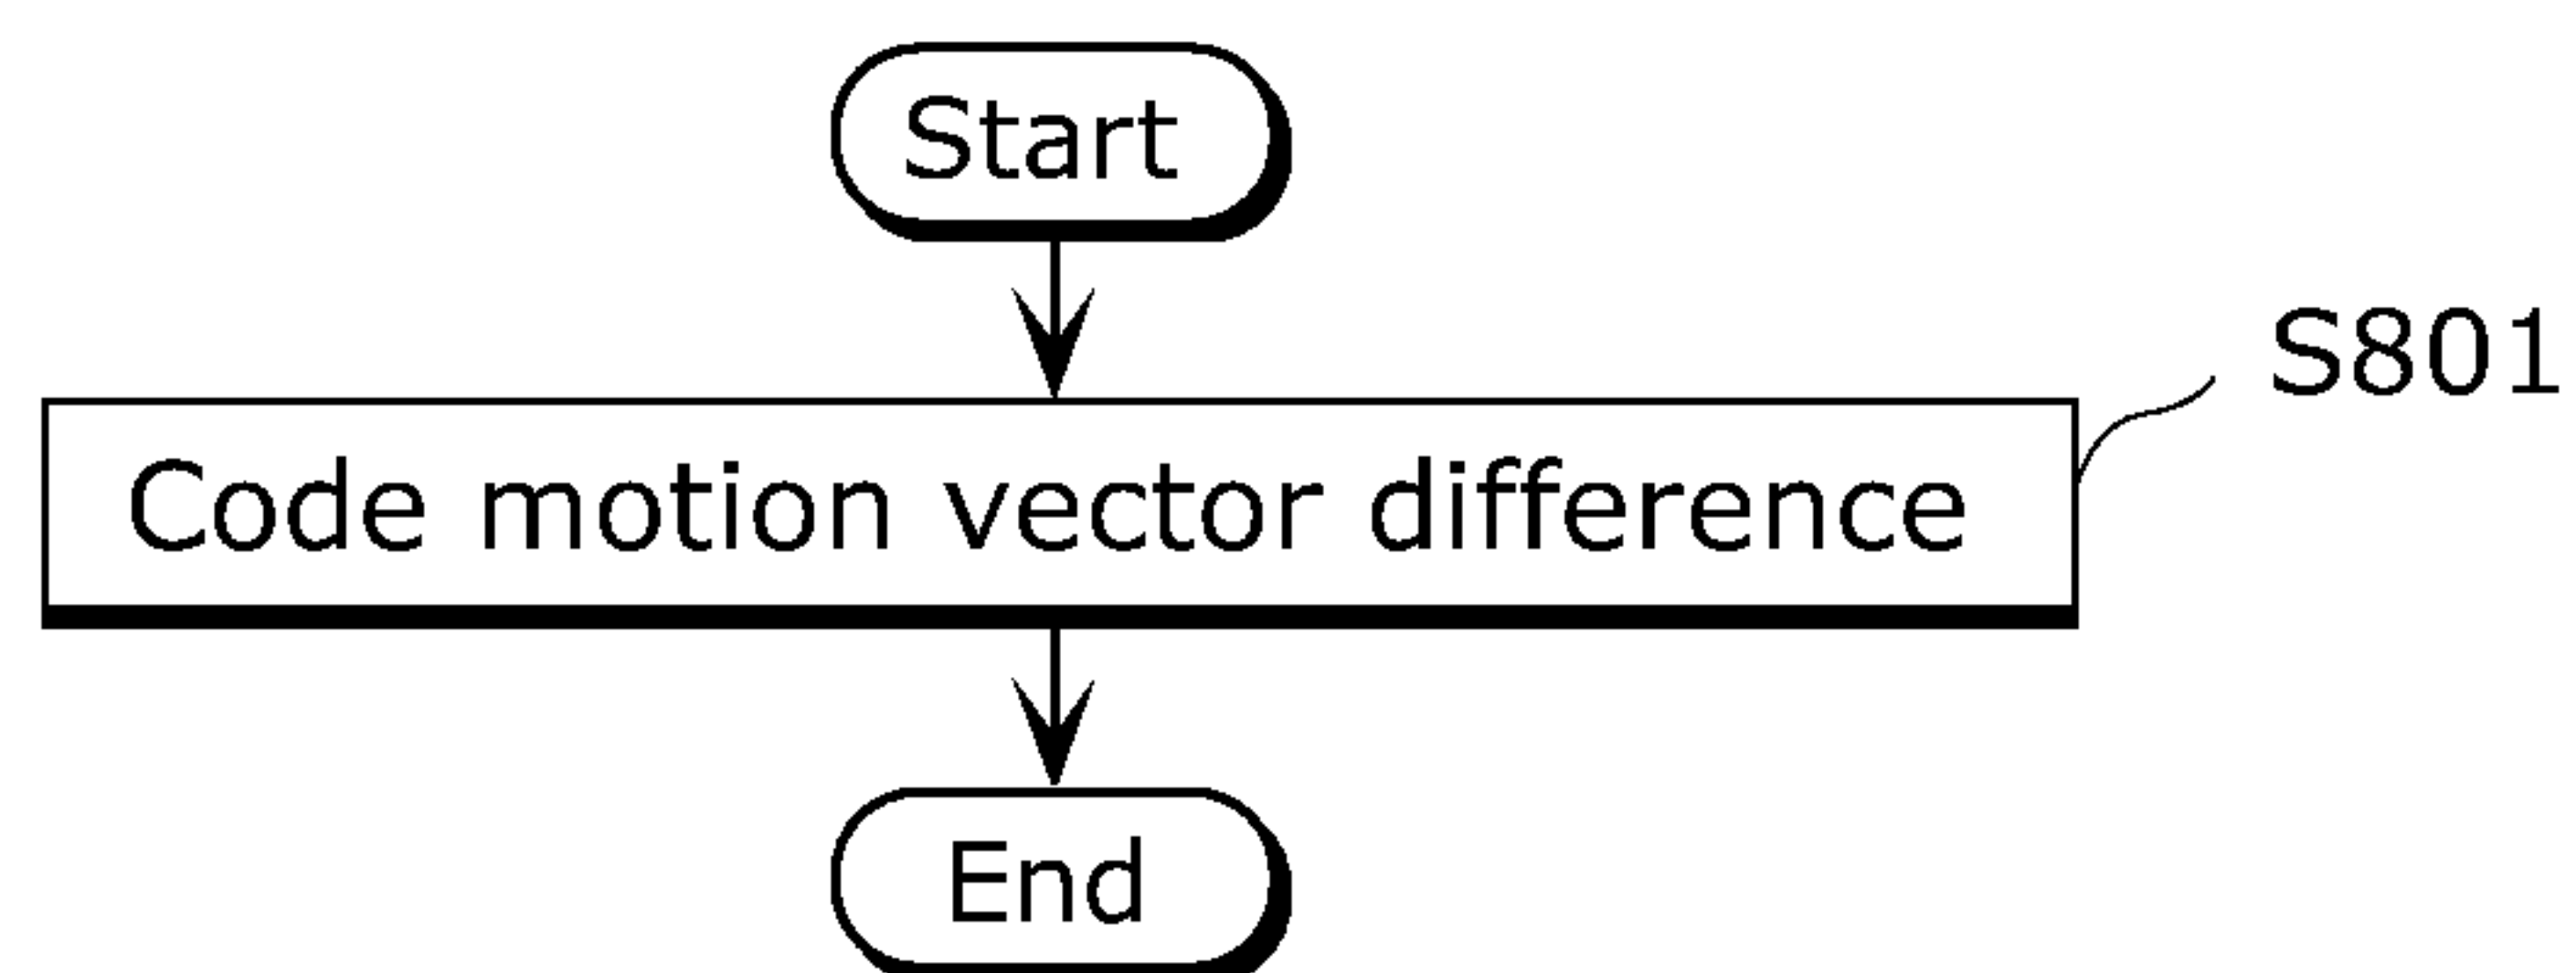 Start
S801
Code motion vector difference
End